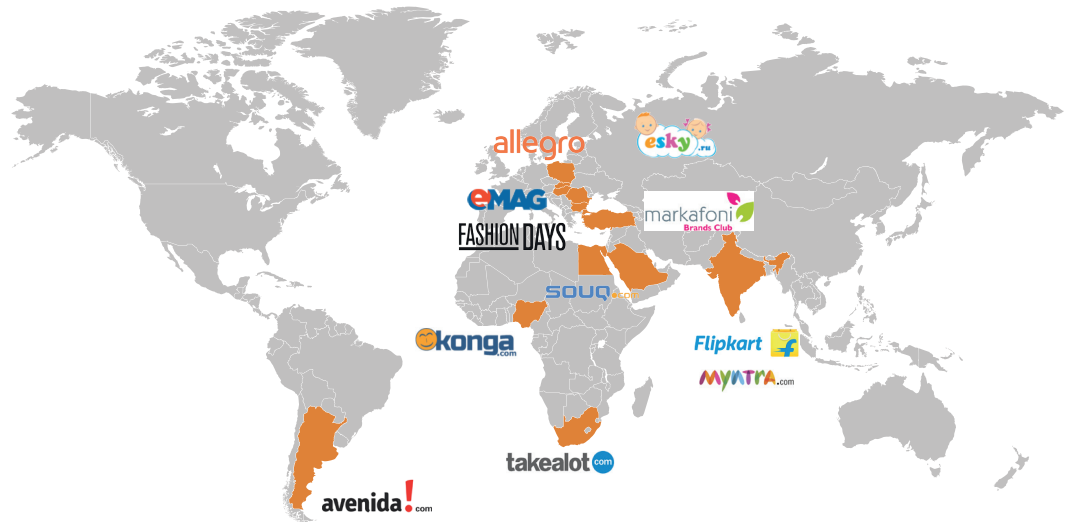 allegro
esky.ru
eMAG
markafoni
Brands Club
FASHION DAYS
souq.com
konga
.com
Flipkart
myntra.com
takealot com
avenida!com